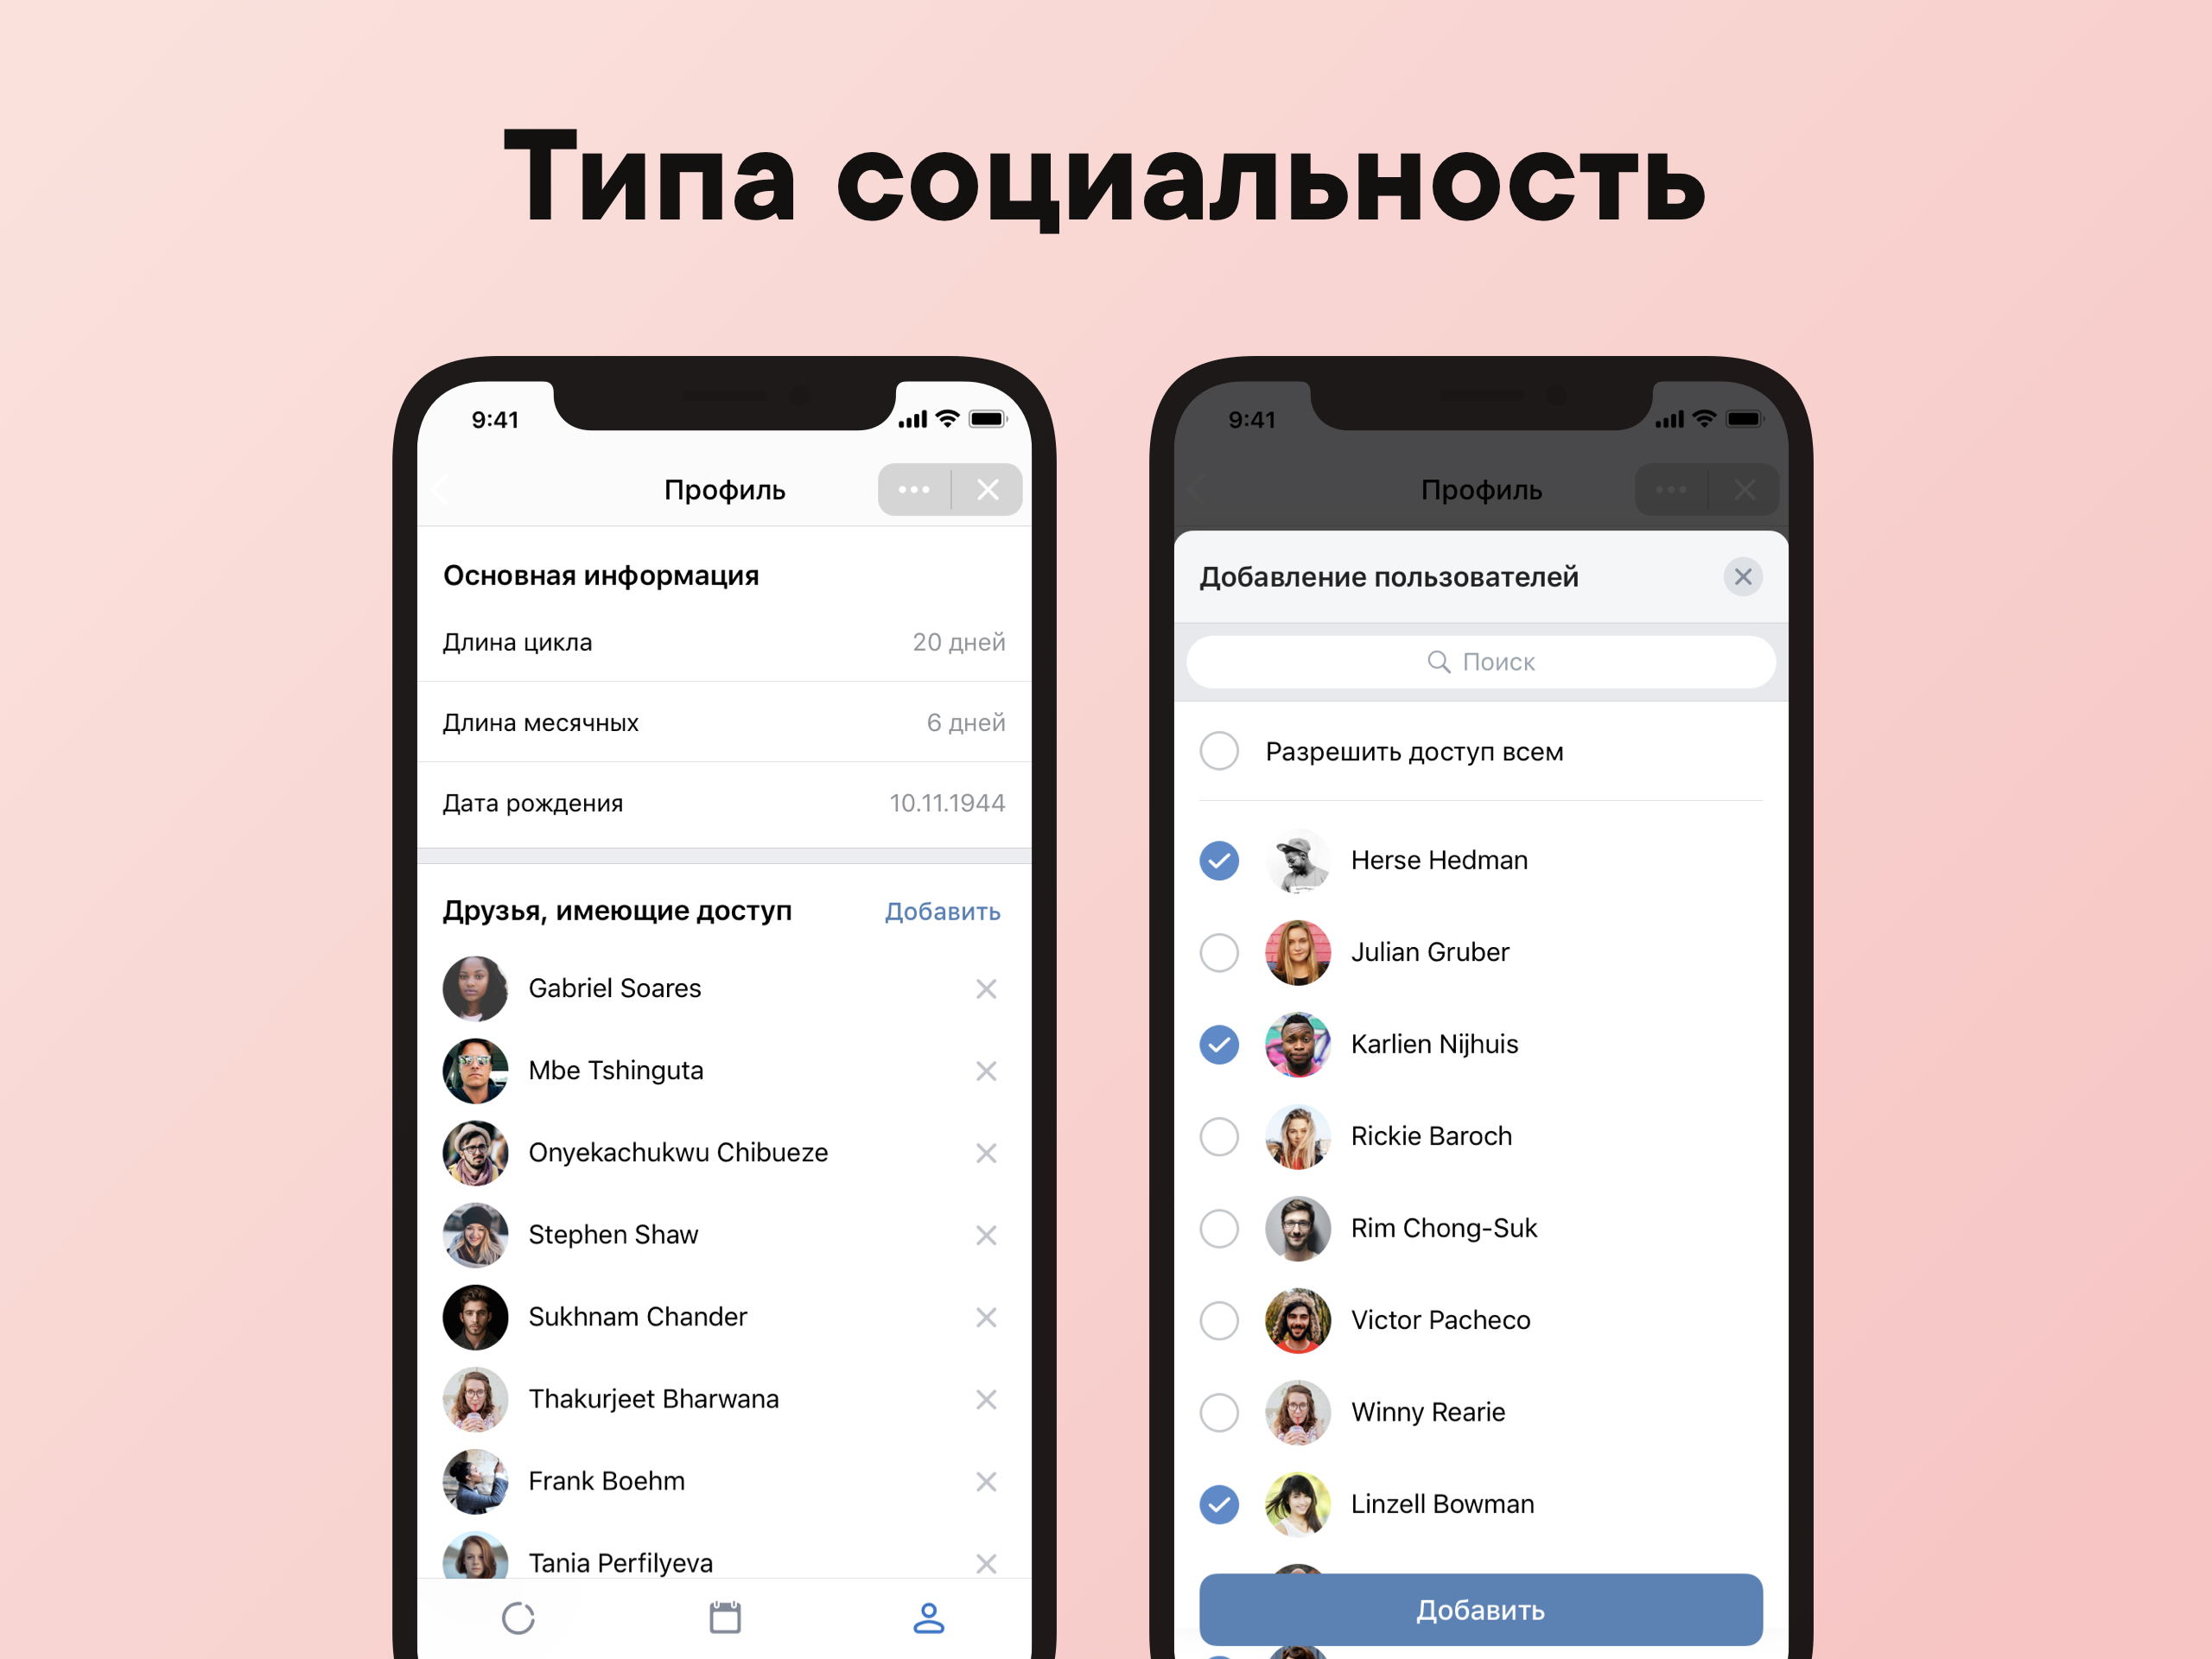 Типа социальность
9:41
Профиль
Основная информация
Длина цикла 20 дней
Длина месячных 6 дней
Дата рождения 10.11.1944
Друзья, имеющие доступ Добавить
Gabriel Soares
Mbe Tshinguta
Onyekachukwu Chibueze
Stephen Shaw
Sukhnam Chander
Thakurjeet Bharwana
Frank Boehm
Tania Perfilyeva
9:41
Профиль
Добавление пользователей
Поиск
Разрешить доступ всем
Herse Hedman
Julian Gruber
Karlien Nijhuis
Rickie Baroch
Rim Chong-Suk
Victor Pacheco
Winny Rearie
Linzell Bowman
Добавить